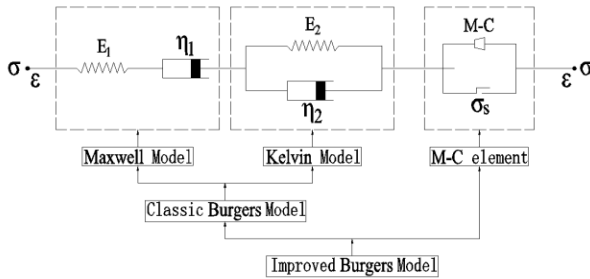 E1 η1 E2 M-C
σ ε ε σ
η2 σs
Maxwell Model Kelvin Model M-C element
Classic Burgers Model
Improved Burgers Model